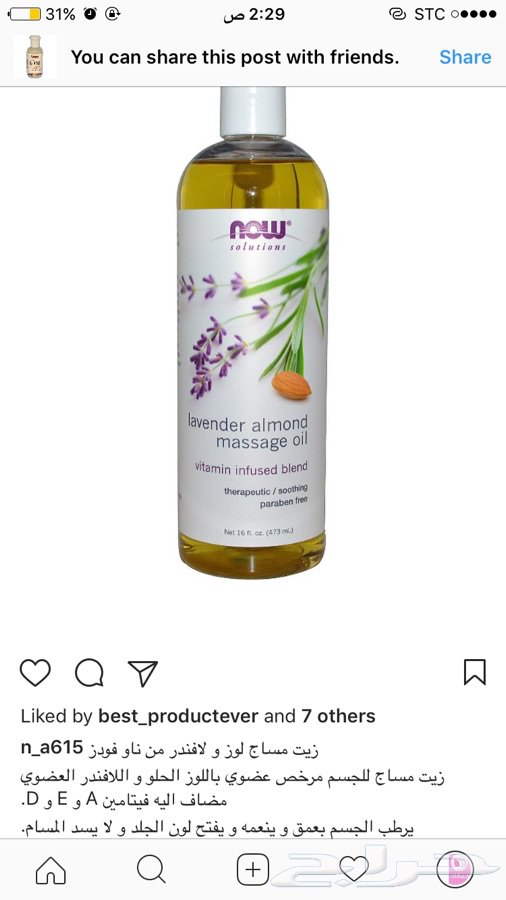 31% 2:29 ص STC
You can share this post with friends. Share
now
solutions
lavender almond
massage oil
vitamin infused blend
therapeutic / soothing
paraben free
Net 16 fl. oz. (473 mL)
Liked by best_productever and 7 others
n_a615 زيت مساج لوز و لافندر من ناو فودز
زيت مساج للجسم مرخص عضوي باللوز الحلو و اللافندر العضوي
مضاف اليه فيتامين A و E و D.
يرطب الجسم بعمق و ينعمه و يفتح لون الجلد و لا يسد المسام.
حراج